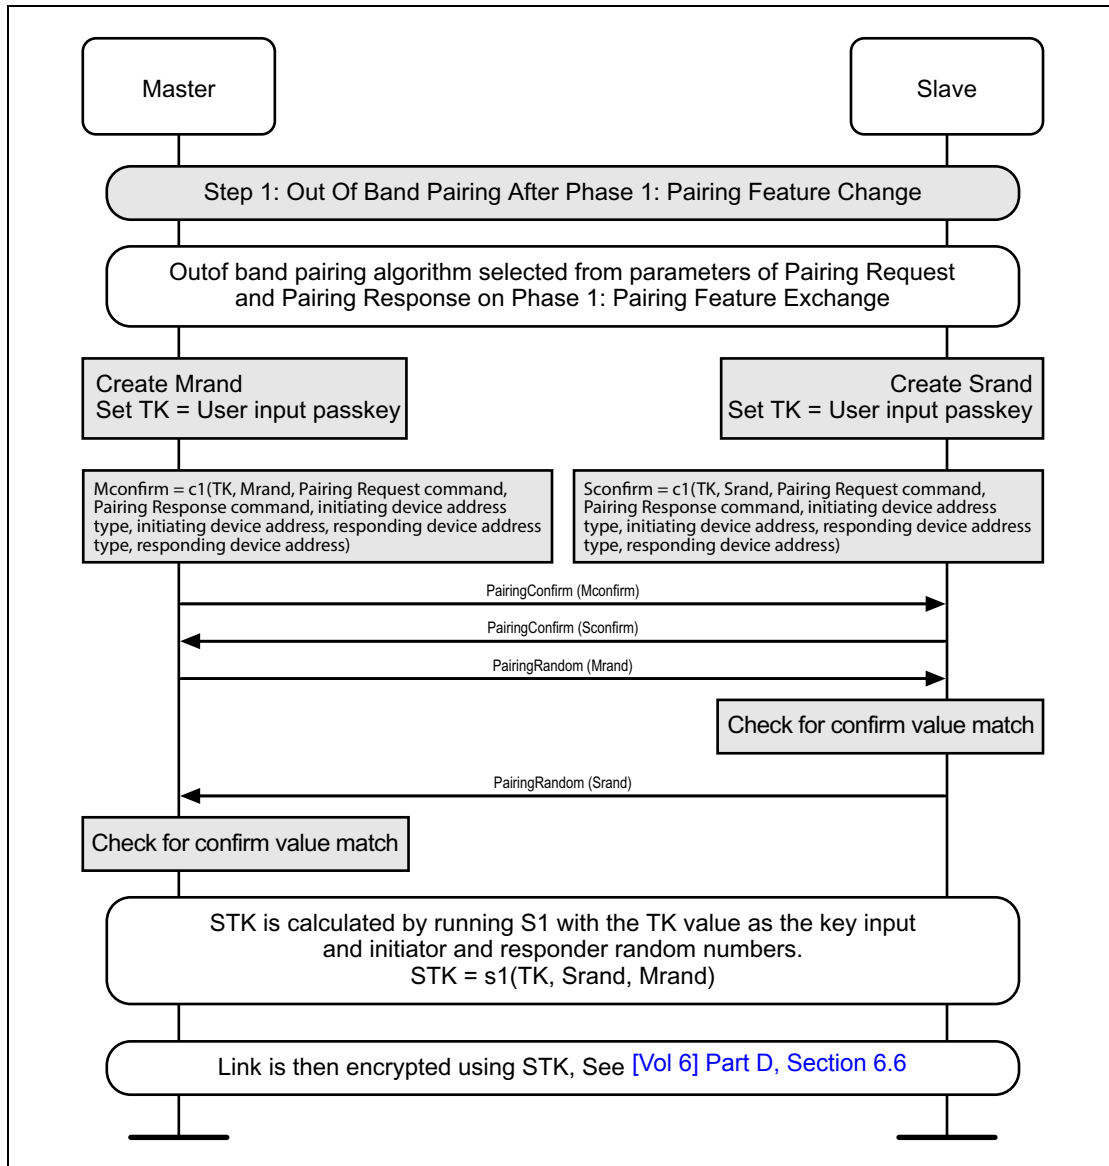 Master
Slave
Step 1: Out Of Band Pairing After Phase 1: Pairing Feature Change
Outof band pairing algorithm selected from parameters of Pairing Request
and Pairing Response on Phase 1: Pairing Feature Exchange
Create Mrand
Set TK = User input passkey
Create Srand
Set TK = User input passkey
Mconfirm = c1(TK, Mrand, Pairing Request command,
Pairing Response command, initiating device address
type, initiating device address, responding device address
type, responding device address)
Sconfirm = c1(TK, Srand, Pairing Request command,
Pairing Response command, initiating device address
type, initiating device address, responding device address
type, responding device address)
PairingConfirm (Mconfirm)
PairingConfirm (Sconfirm)
PairingRandom (Mrand)
Check for confirm value match
PairingRandom (Srand)
Check for confirm value match
STK is calculated by running S1 with the TK value as the key input
and initiator and responder random numbers.
STK = s1(TK, Srand, Mrand)
Link is then encrypted using STK, See [Vol 6] Part D, Section 6.6